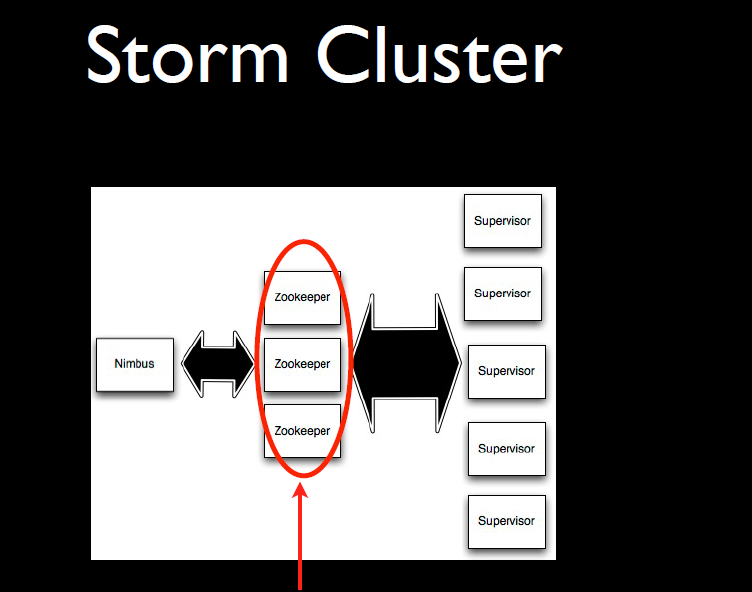 Storm Cluster
Nimbus
Zookeeper
Zookeeper
Zookeeper
Supervisor
Supervisor
Supervisor
Supervisor
Supervisor